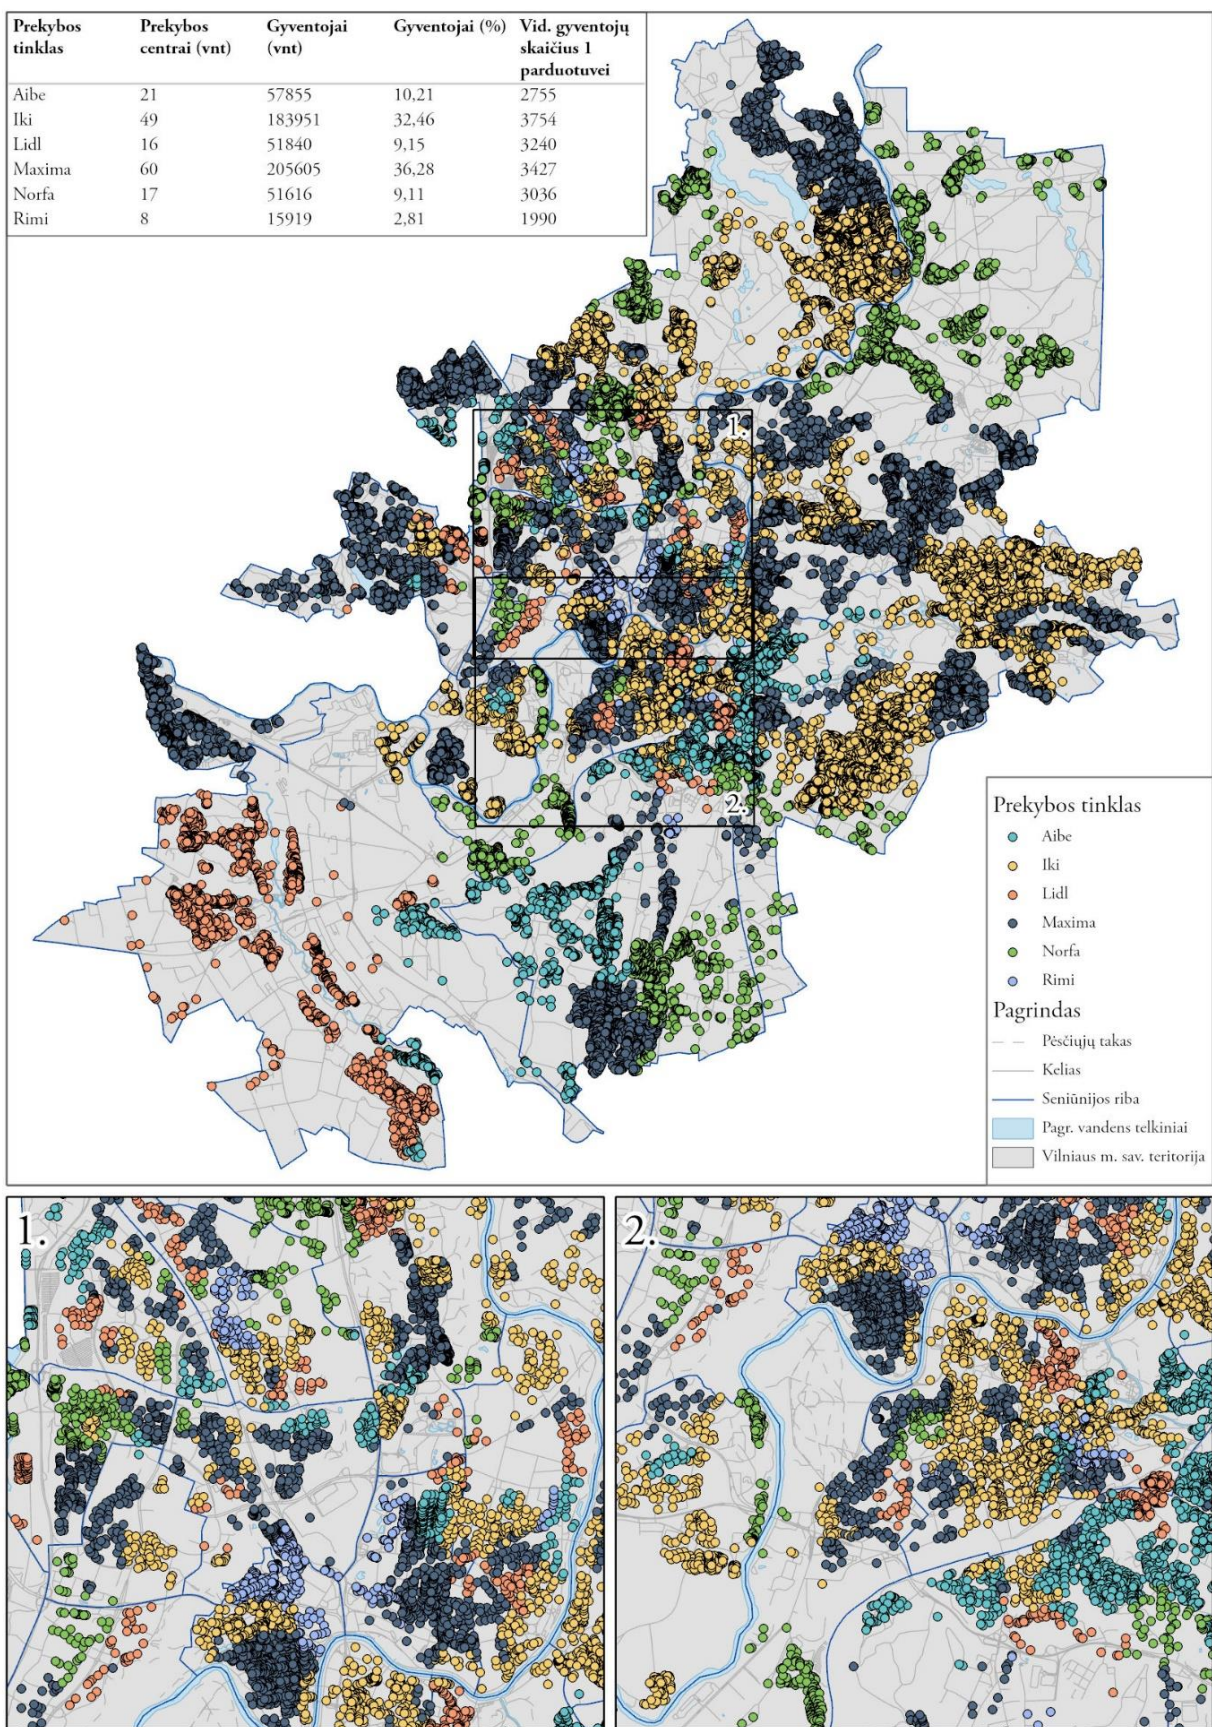 Prekybos tinklas Prekybos centrai (vnt) Gyventojai (vnt) Gyventojai (%) Vid. gyventojų skaičius 1 parduotuvei
Aibe 21 57855 10,21 2755
Iki 49 183951 32,46 3754
Lidl 16 51840 9,15 3240
Maxima 60 205605 36,28 3427
Norfa 17 51616 9,11 3036
Rimi 8 15919 2,81 1990
1.
2.
Prekybos tinklas
Aibe
Iki
Lidl
Maxima
Norfa
Rimi
Pagrindas
Pėsčiųjų takas
Kelias
Seniūnijos riba
Pagr. vandens telkiniai
Vilniaus m. sav. teritorija
1.
2.